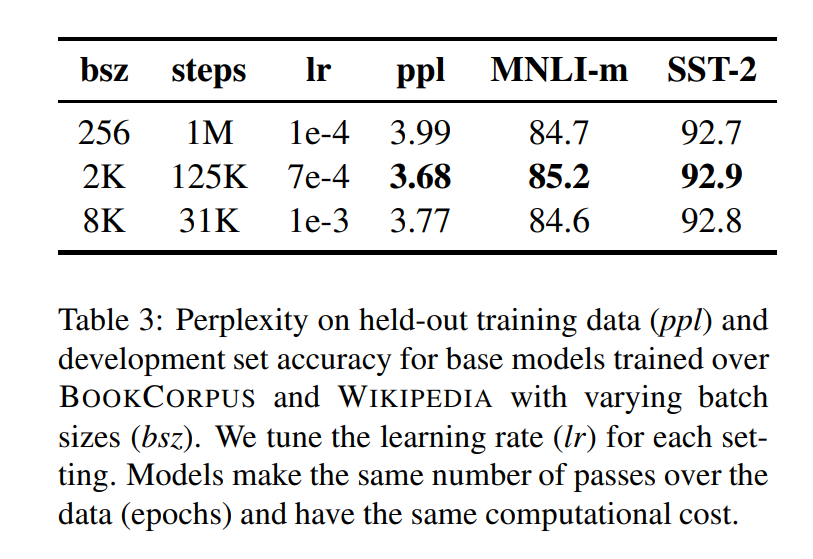 bsz steps lr ppl MNLI-m SST-2
256 1M 1e-4 3.99 84.7 92.7
2K 125K 7e-4 3.68 85.2 92.9
8K 31K 1e-3 3.77 84.6 92.8
Table 3: Perplexity on held-out training data (ppl) and
development set accuracy for base models trained over
BOOKCORPUS and WIKIPEDIA with varying batch
sizes (bsz). We tune the learning rate (lr) for each set-
ting. Models make the same number of passes over the
data (epochs) and have the same computational cost.